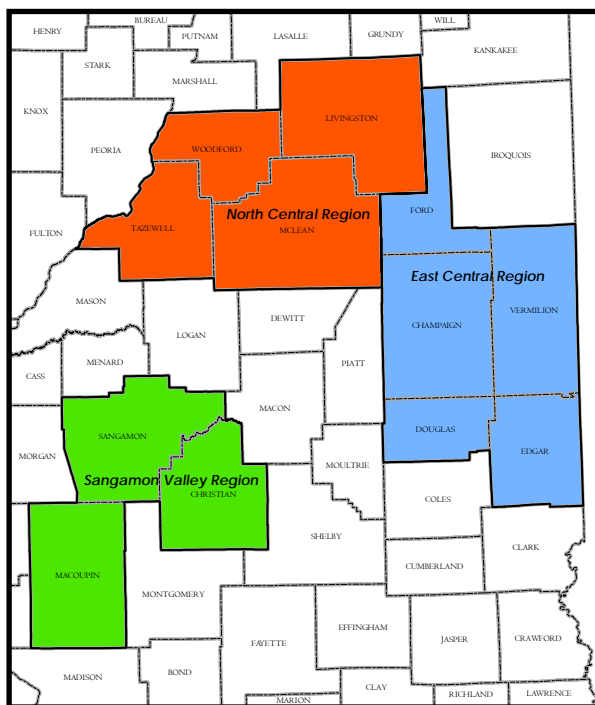 HENRY
BUREAU
PUTNAM
LASALLE
GRUNDY
WILL
KANKAKEE
STARK
MARSHALL
KNOX
LIVINGSTON
PEORIA
WOODFORD
IROQUOIS
FORD
TAZEWELL
North Central Region
MCLEAN
FULTON
East Central Region
MASON
VERMILION
DEWITT
CHAMPAIGN
LOGAN
MENARD
PIATT
CASS
MACON
SANGAMON
DOUGLAS
MORGAN
EDGAR
MOULTRIE
Sangamon Valley Region
CHRISTIAN
COLES
SHELBY
CLARK
MACOUPIN
CUMBERLAND
MONTGOMERY
EFFINGHAM
JASPER
CRAWFORD
FAYETTE
MADISON
BOND
CLAY
RICHLAND
LAWRENCE
MARION